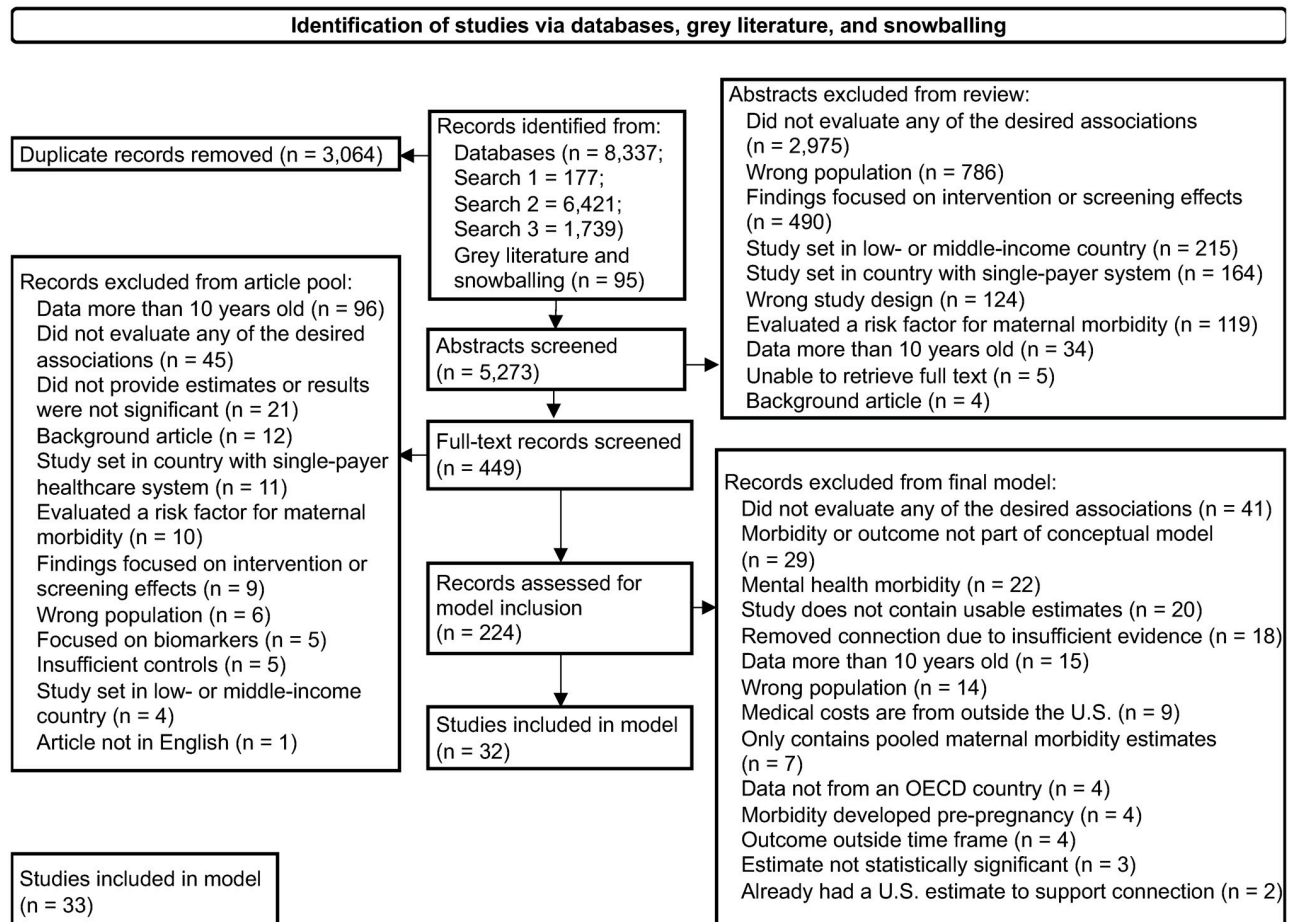 Identification of studies via databases, grey literature, and snowballing
Duplicate records removed (n = 3,064)
Records identified from:
Databases (n = 8,337;
Search 1 = 177;
Search 2 = 6,421;
Search 3 = 1,739)
Grey literature and
snowballing (n = 95)
Abstracts excluded from review:
Did not evaluate any of the desired associations
(n = 2,975)
Wrong population (n = 786)
Findings focused on intervention or screening effects
(n = 490)
Study set in low- or middle-income country (n = 215)
Study set in country with single-payer system (n = 164)
Wrong study design (n = 124)
Evaluated a risk factor for maternal morbidity (n = 119)
Data more than 10 years old (n = 34)
Unable to retrieve full text (n = 5)
Background article (n = 4)
Abstracts screened
(n = 5,273)
Records excluded from article pool:
Data more than 10 years old (n = 96)
Did not evaluate any of the desired
associations (n = 45)
Did not provide estimates or results
were not significant (n = 21)
Background article (n = 12)
Study set in country with single-payer
healthcare system (n = 11)
Evaluated a risk factor for maternal
morbidity (n = 10)
Findings focused on intervention or
screening effects (n = 9)
Wrong population (n = 6)
Focused on biomarkers (n = 5)
Insufficient controls (n = 5)
Study set in low- or middle-income
country (n = 4)
Article not in English (n = 1)
Full-text records screened
(n = 449)
Records assessed for
model inclusion
(n = 224)
Records excluded from final model:
Did not evaluate any of the desired associations (n = 41)
Morbidity or outcome not part of conceptual model
(n = 29)
Mental health morbidity (n = 22)
Study does not contain usable estimates (n = 20)
Removed connection due to insufficient evidence (n = 18)
Data more than 10 years old (n = 15)
Wrong population (n = 14)
Medical costs are from outside the U.S. (n = 9)
Only contains pooled maternal morbidity estimates
(n = 7)
Data not from an OECD country (n = 4)
Morbidity developed pre-pregnancy (n = 4)
Outcome outside time frame (n = 4)
Estimate not statistically significant (n = 3)
Already had a U.S. estimate to support connection (n = 2)
Studies included in model
(n = 32)
Studies included in model
(n = 33)